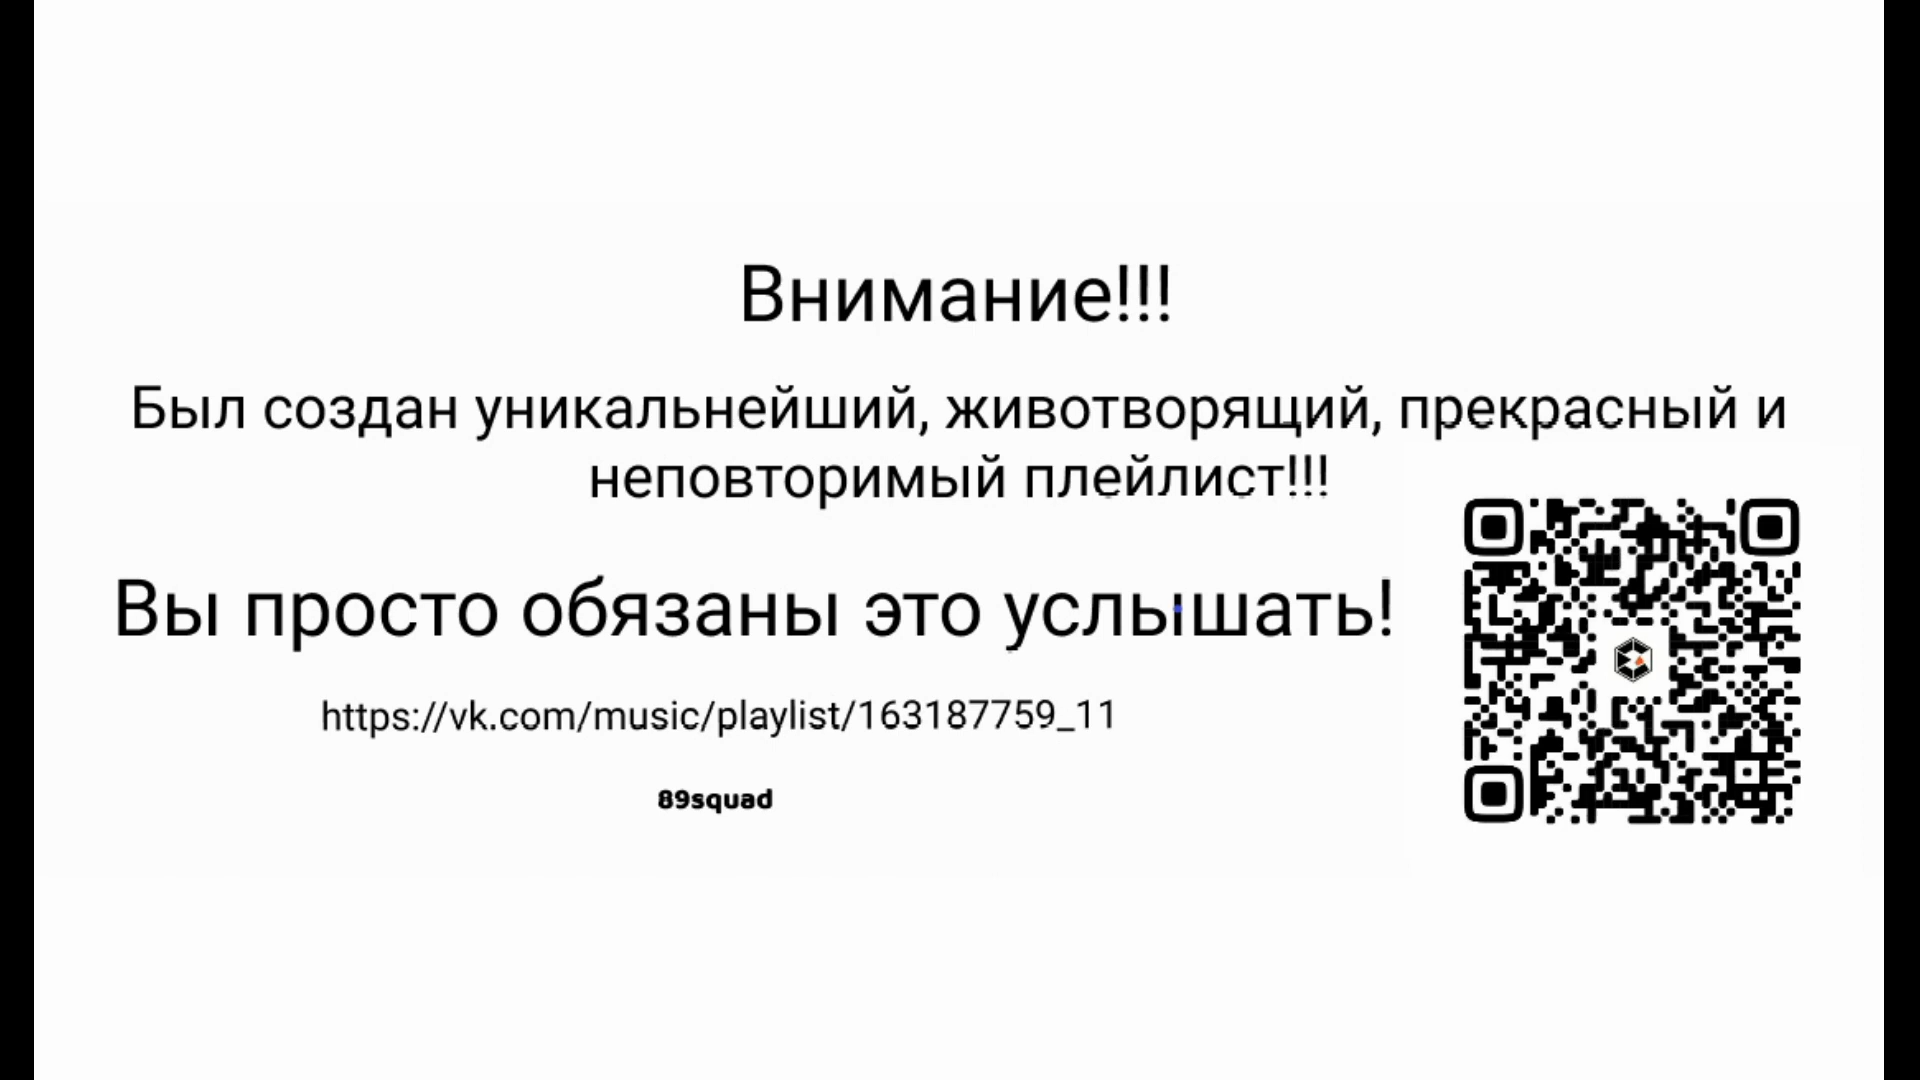 Внимание!!!
Был создан уникальнейший, животворящий, прекрасный и
неповторимый плейлист!!!
Вы просто обязаны это услышать!
https://vk.com/music/playlist/163187759_11
89squad